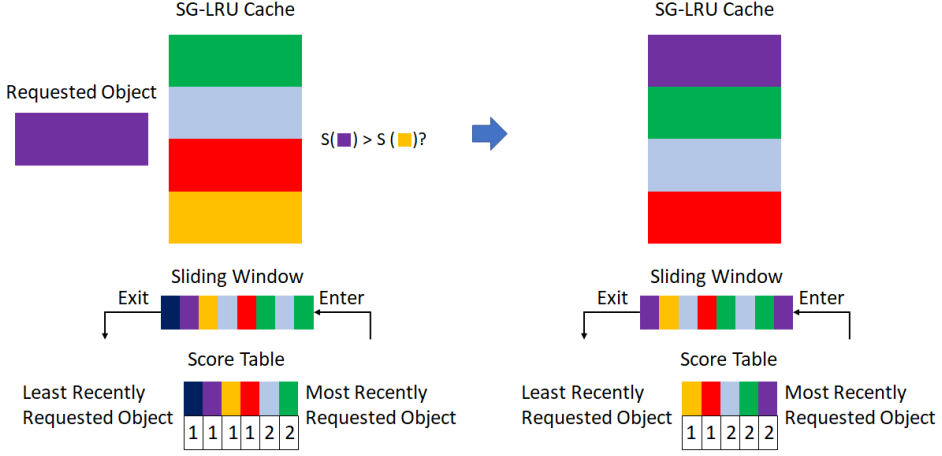 SG-LRU Cache
SG-LRU Cache
Requested Object
S( ) > S ( )?
Sliding Window
Exit
Enter
Sliding Window
Exit
Enter
Score Table
Least Recently
Requested Object
1 1 1 1 2 2
Most Recently
Requested Object
Score Table
Least Recently
Requested Object
1 1 2 2 2
Most Recently
Requested Object